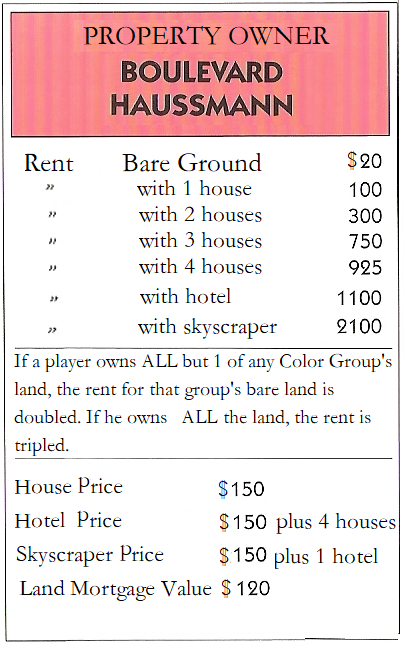 PROPERTY OWNER
BOULEVARD
HAUSSMANN
Rent Bare Ground $20
” with 1 house 100
” with 2 houses 300
” with 3 houses 750
” with 4 houses 925
” with hotel 1100
” with skyscraper 2100
If a player owns ALL but 1 of any Color Group's
land, the rent for that group's bare land is
doubled. If he owns ALL the land, the rent is
tripled.
House Price $150
Hotel Price $150 plus 4 houses
Skyscraper Price $150 plus 1 hotel
Land Mortgage Value $120